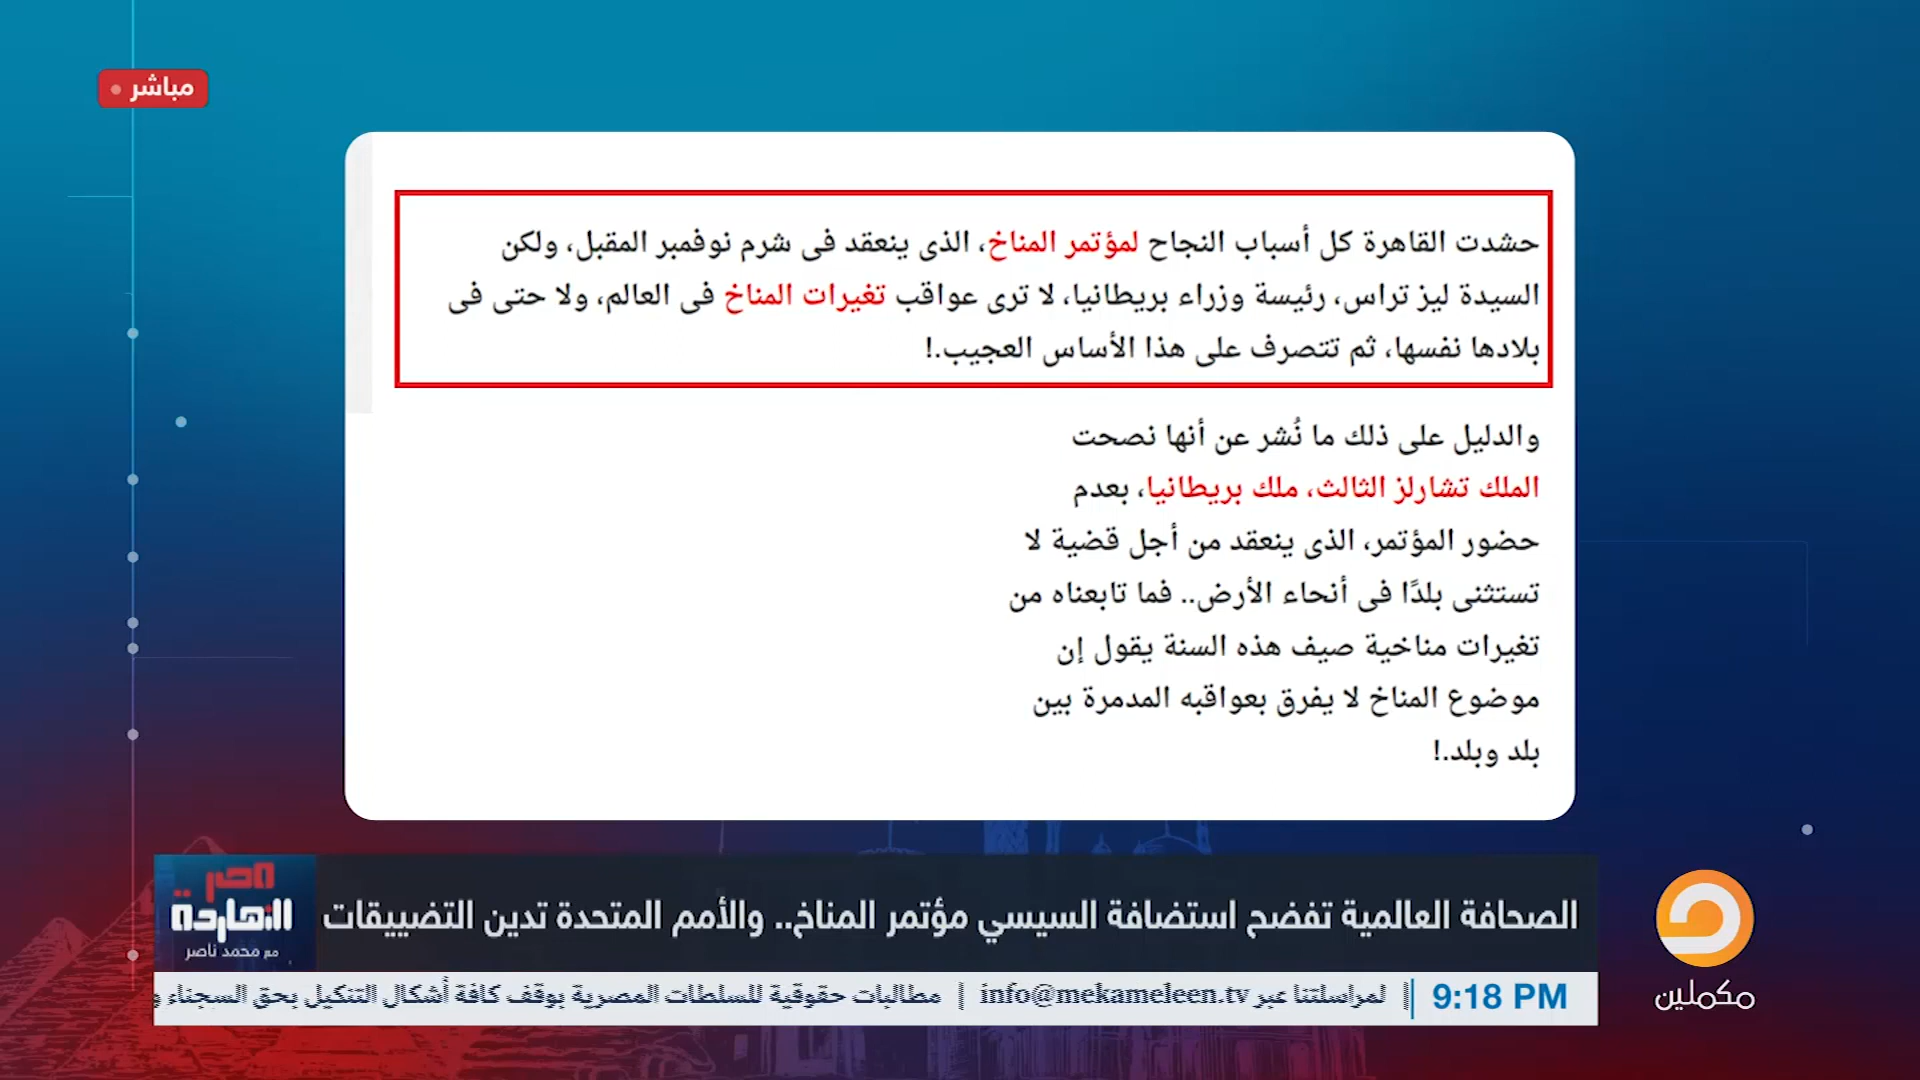 مباشر
حشدت القاهرة كل أسباب النجاح لمؤتمر المناخ، الذى ينعقد فى شرم نوفمبر المقبل، ولكن
السيدة ليز تراس، رئيسة وزراء بريطانيا، لا ترى عواقب تغيرات المناخ فى العالم، ولا حتى فى
بلادها نفسها، ثم تتصرف على هذا الأساس العجيب.!
والدليل على ذلك ما نُشر عن أنها نصحت
الملك تشارلز الثالث، ملك بريطانيا، بعدم
حضور المؤتمر، الذى ينعقد من أجل قضية لا
تستثنى بلدًا فى أنحاء الأرض.. فما تابعناه من
تغيرات مناخية صيف هذه السنة يقول إن
موضوع المناخ لا يفرق بعواقبه المدمرة بين
بلد وبلد.!
مصر
النهاردة
مع محمد ناصر
الصحافة العالمية تفضح استضافة السيسي مؤتمر المناخ.. والأمم المتحدة تدين التضييقات
9:18 PM | لمراسلتنا عبر info@mekameleen.tv | مطالبات حقوقية للسلطات المصرية بوقف كافة أشكال التنكيل بحق السجناء و
مكملين